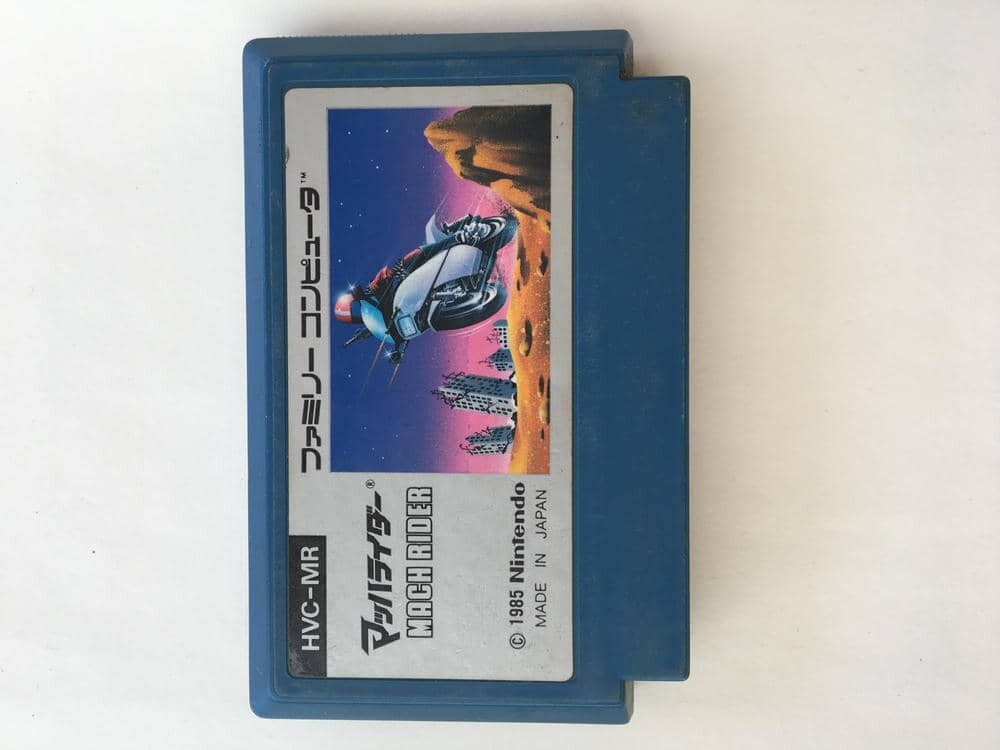 HVC-MR
ファミリー コンピュータ™
マッハライダー®
MACH RIDER
© 1985 Nintendo
MADE IN JAPAN